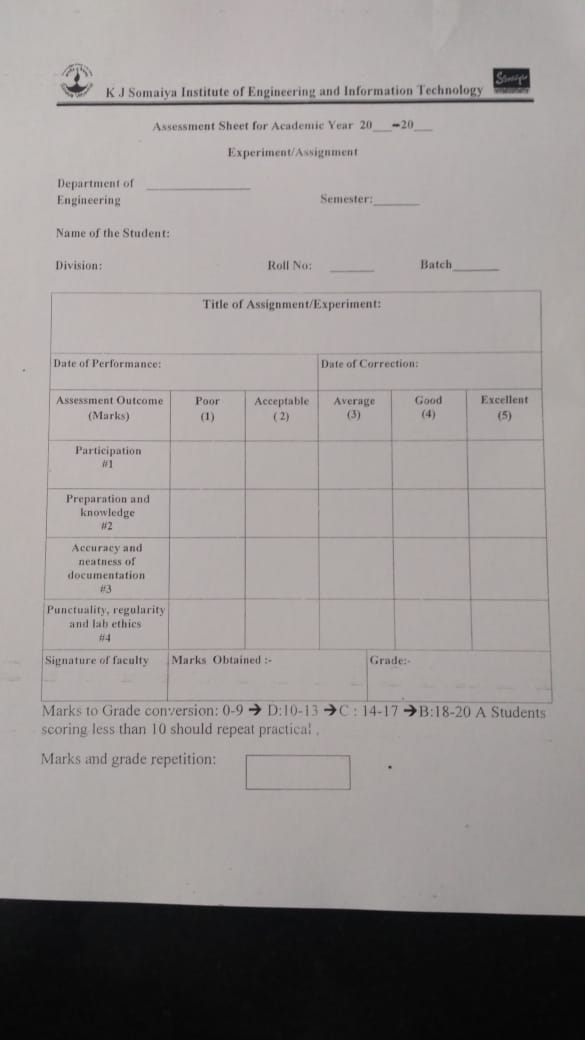 K J Somaiya Institute of Engineering and Information Technology
Assessment Sheet for Academic Year 20___-20___
Experiment/Assignment
Department of _______________
Engineering
Semester:_______
Name of the Student:
Division:
Roll No: _______
Batch_______
Title of Assignment/Experiment:
Date of Performance:
Date of Correction:
Assessment Outcome
(Marks)
Poor
(1)
Acceptable
( 2)
Average
(3)
Good
(4)
Excellent
(5)
Participation
#1
Preparation and
knowledge
#2
Accuracy and
neatness of
documentation
#3
Punctuality, regularity
and lab ethics
#4
Signature of faculty
Marks Obtained :-
Grade:-
Marks to Grade conversion: 0-9 ➔ D:10-13 ➔C : 14-17 ➔B:18-20 A Students
scoring less than 10 should repeat practical .
Marks and grade repetition: